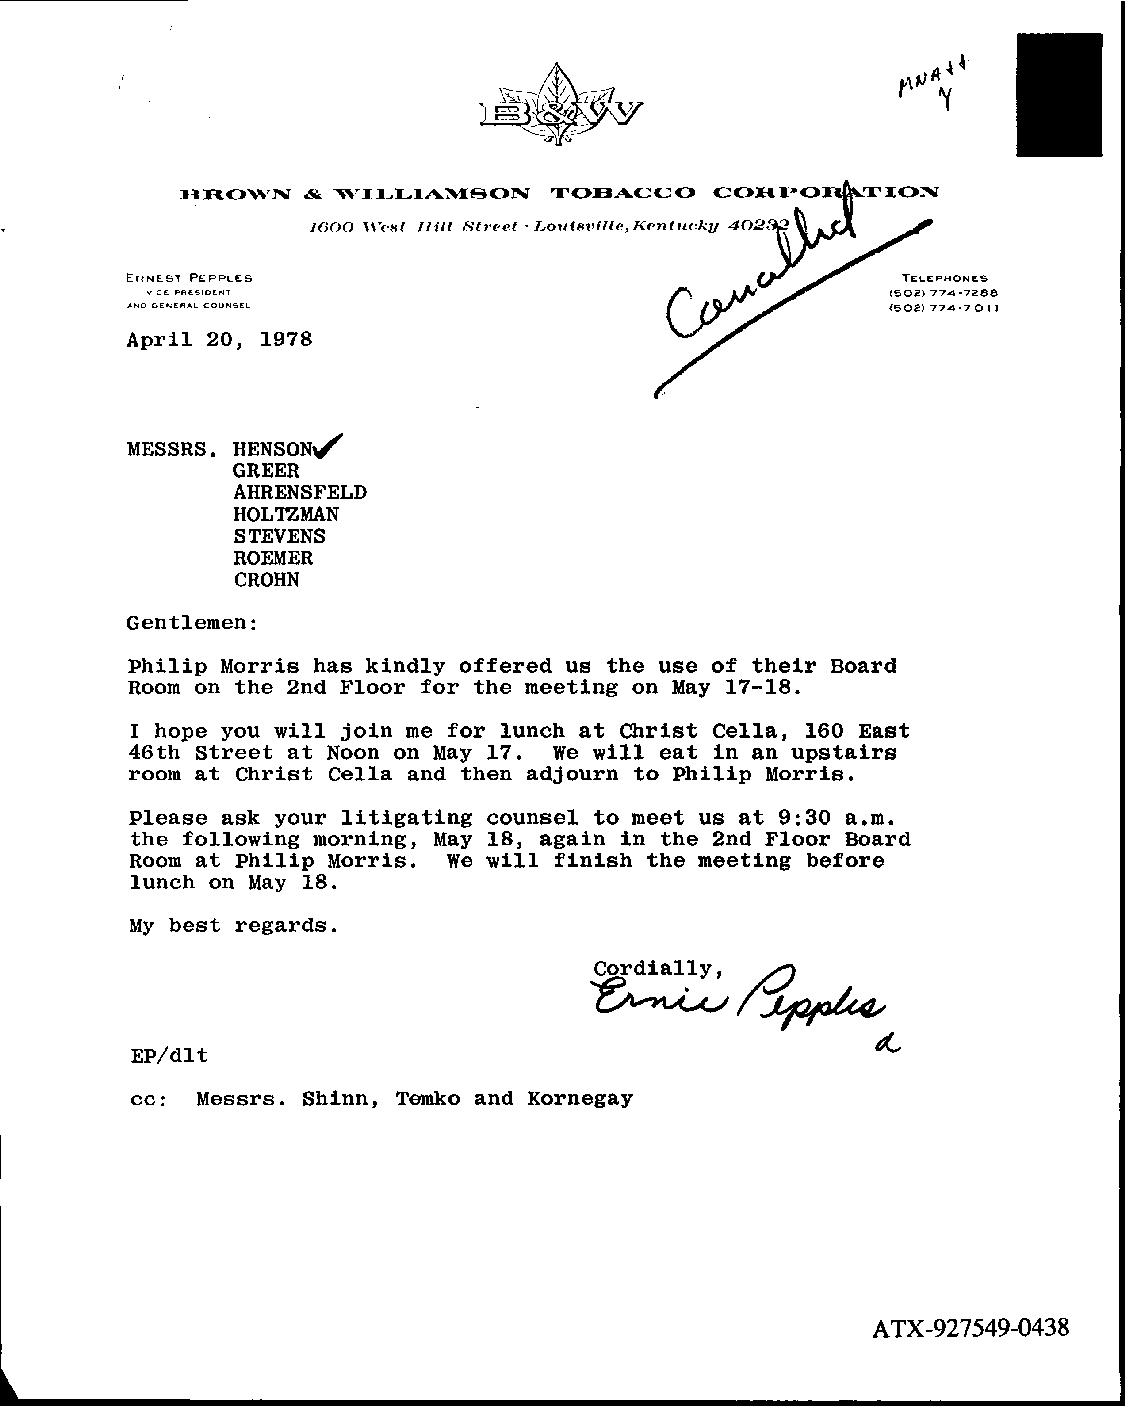 MNAtt
Y
B&W
BROWN & WILLIAMSON TOBACCO CORPORATION
1600 West Hill Street · Louisville, Kentucky 40232
Cancelled
ERNEST PEPPLES
VICE PRESIDENT
AND GENERAL COUNSEL
TELEPHONES
(502) 774-7288
(502) 774-7011
April 20, 1978
MESSRS. HENSON✓
GREER
AHRENSFELD
HOLTZMAN
STEVENS
ROEMER
CROHN
Gentlemen:
Philip Morris has kindly offered us the use of their Board
Room on the 2nd Floor for the meeting on May 17-18.
I hope you will join me for lunch at Christ Cella, 160 East
46th Street at Noon on May 17. We will eat in an upstairs
room at Christ Cella and then adjourn to Philip Morris.
Please ask your litigating counsel to meet us at 9:30 a.m.
the following morning, May 18, again in the 2nd Floor Board
Room at Philip Morris. We will finish the meeting before
lunch on May 18.
My best regards.
Cordially,
Ernie Pepples
d
EP/dlt
cc: Messrs. Shinn, Temko and Kornegay
ATX-927549-0438